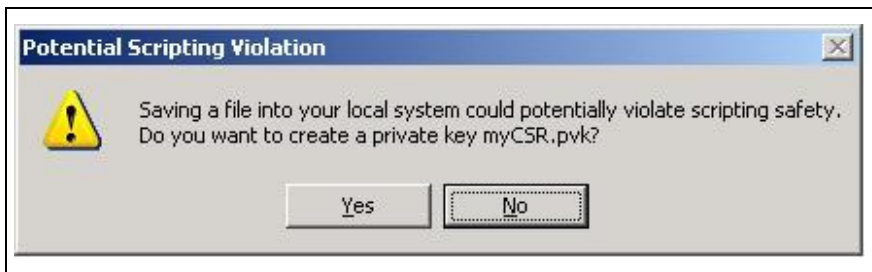 Potential Scripting Violation
Saving a file into your local system could potentially violate scripting safety.
Do you want to create a private key myCSR.pvk?
Yes
No